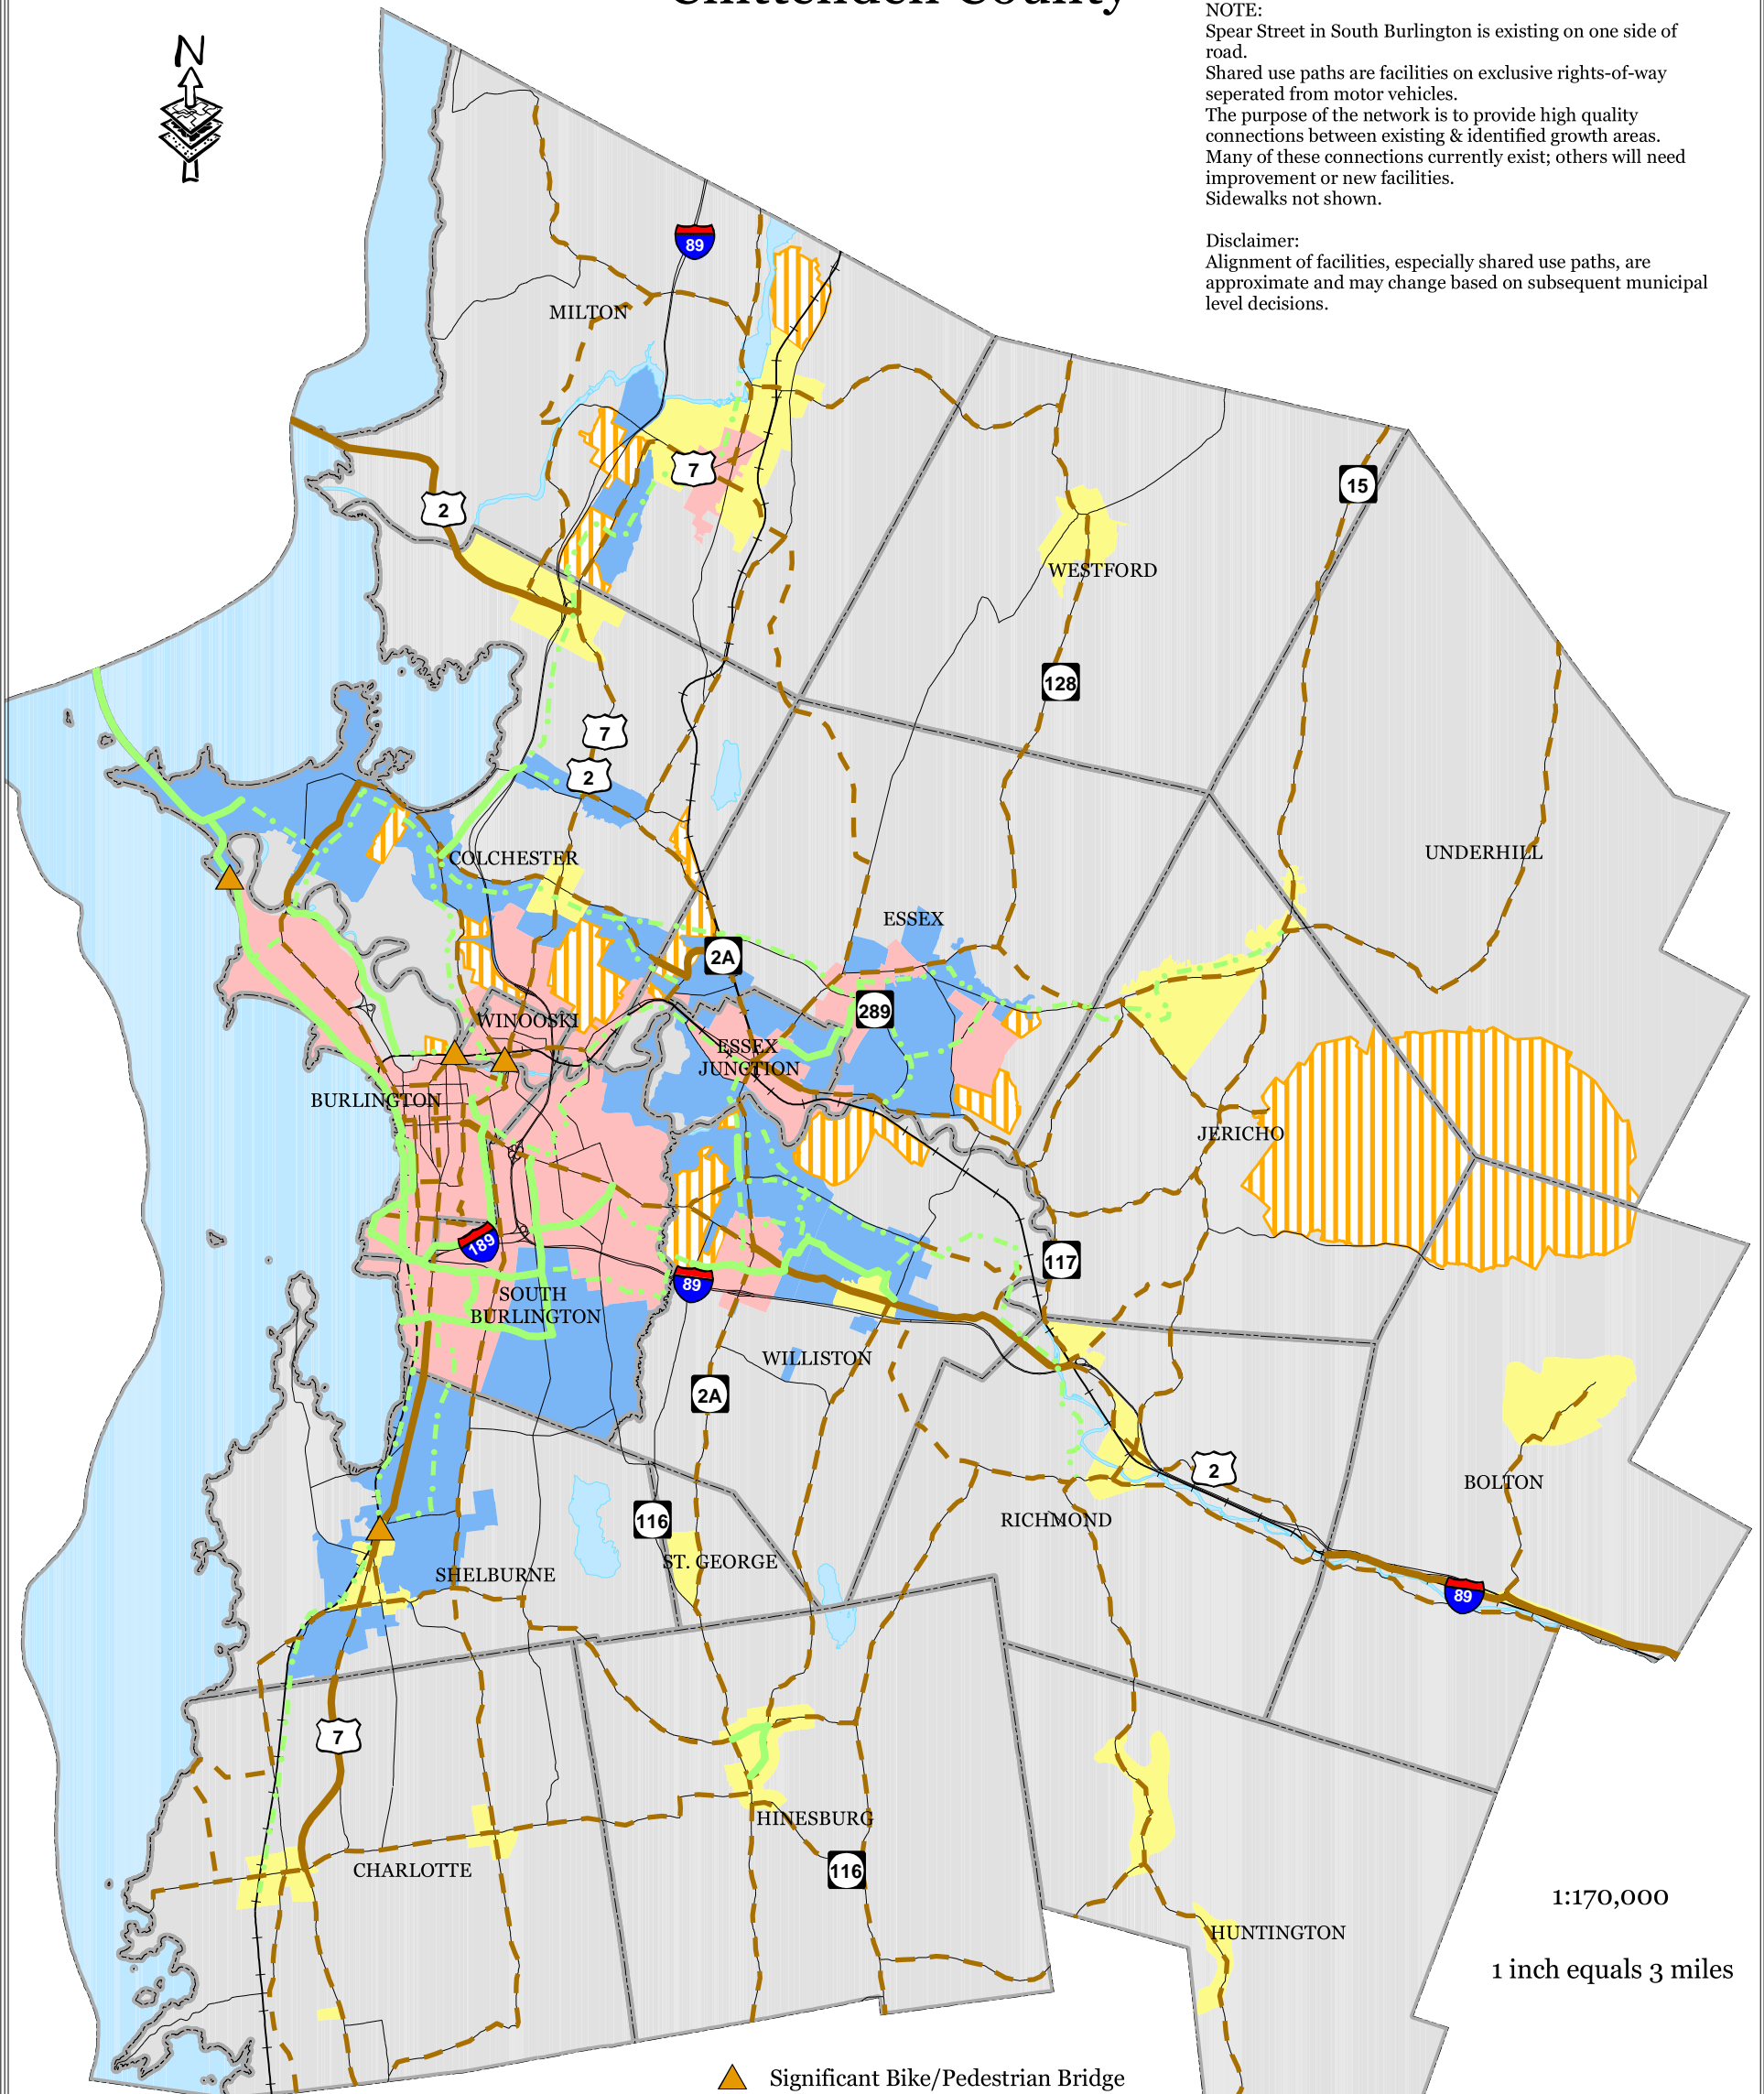 Chittenden County
NOTE:
Spear Street in South Burlington is existing on one side of
road.
Shared use paths are facilities on exclusive rights-of-way
seperated from motor vehicles.
The purpose of the network is to provide high quality
connections between existing & identified growth areas.
Many of these connections currently exist; others will need
improvement or new facilities.
Sidewalks not shown.
Disclaimer:
Alignment of facilities, especially shared use paths, are
approximate and may change based on subsequent municipal
level decisions.
N
89
MILTON
7
2
15
WESTFORD
128
7
2
COLCHESTER
UNDERHILL
ESSEX
2A
289
WINOOSKI
ESSEX
JUNCTION
BURLINGTON
JERICHO
189
117
89
SOUTH
BURLINGTON
WILLISTON
2A
2
BOLTON
116
RICHMOND
ST. GEORGE
SHELBURNE
89
7
HINESBURG
CHARLOTTE
116
1:170,000
HUNTINGTON
1 inch equals 3 miles
Significant Bike/Pedestrian Bridge